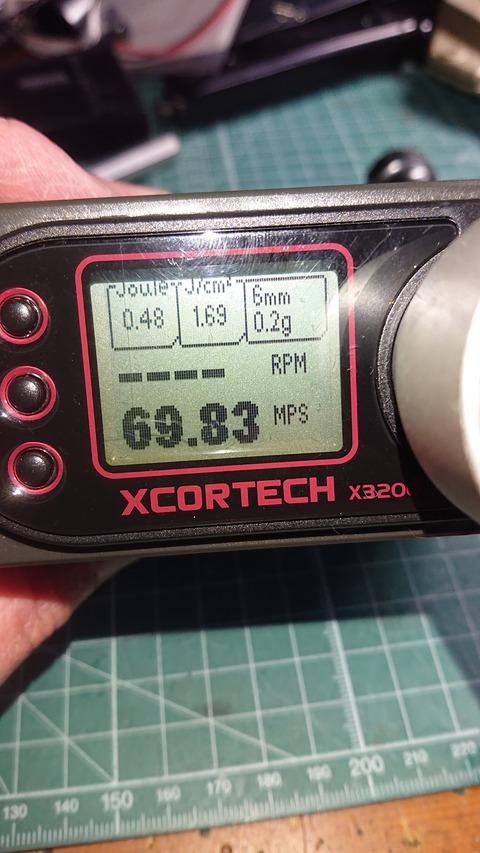 Joule J/cm² 6mm
0.48 1.69 0.2g
---- RPM
69.83 MPS
XCORTECH X3200
130 140 150 160 170 180 190 200 210 220